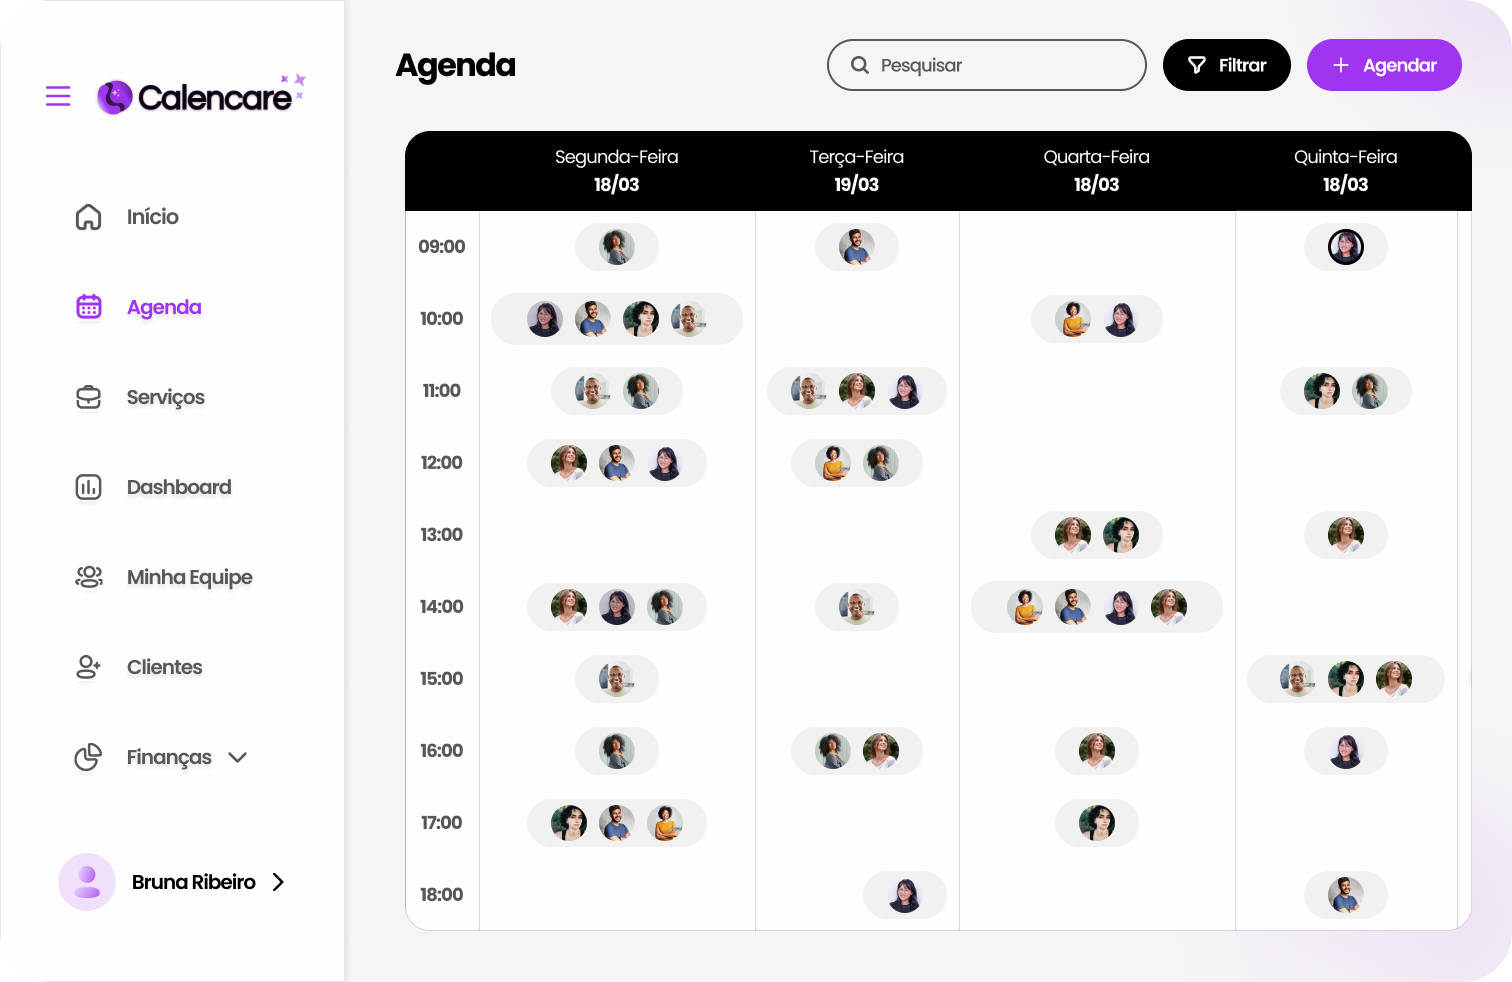 Calencare
Início
Agenda
Serviços
Dashboard
Minha Equipe
Clientes
Finanças
Bruna Ribeiro
Agenda
Pesquisar
Filtrar
Agendar
Segunda-Feira
18/03
Terça-Feira
19/03
Quarta-Feira
18/03
Quinta-Feira
18/03
09:00
10:00
11:00
12:00
13:00
14:00
15:00
16:00
17:00
18:00